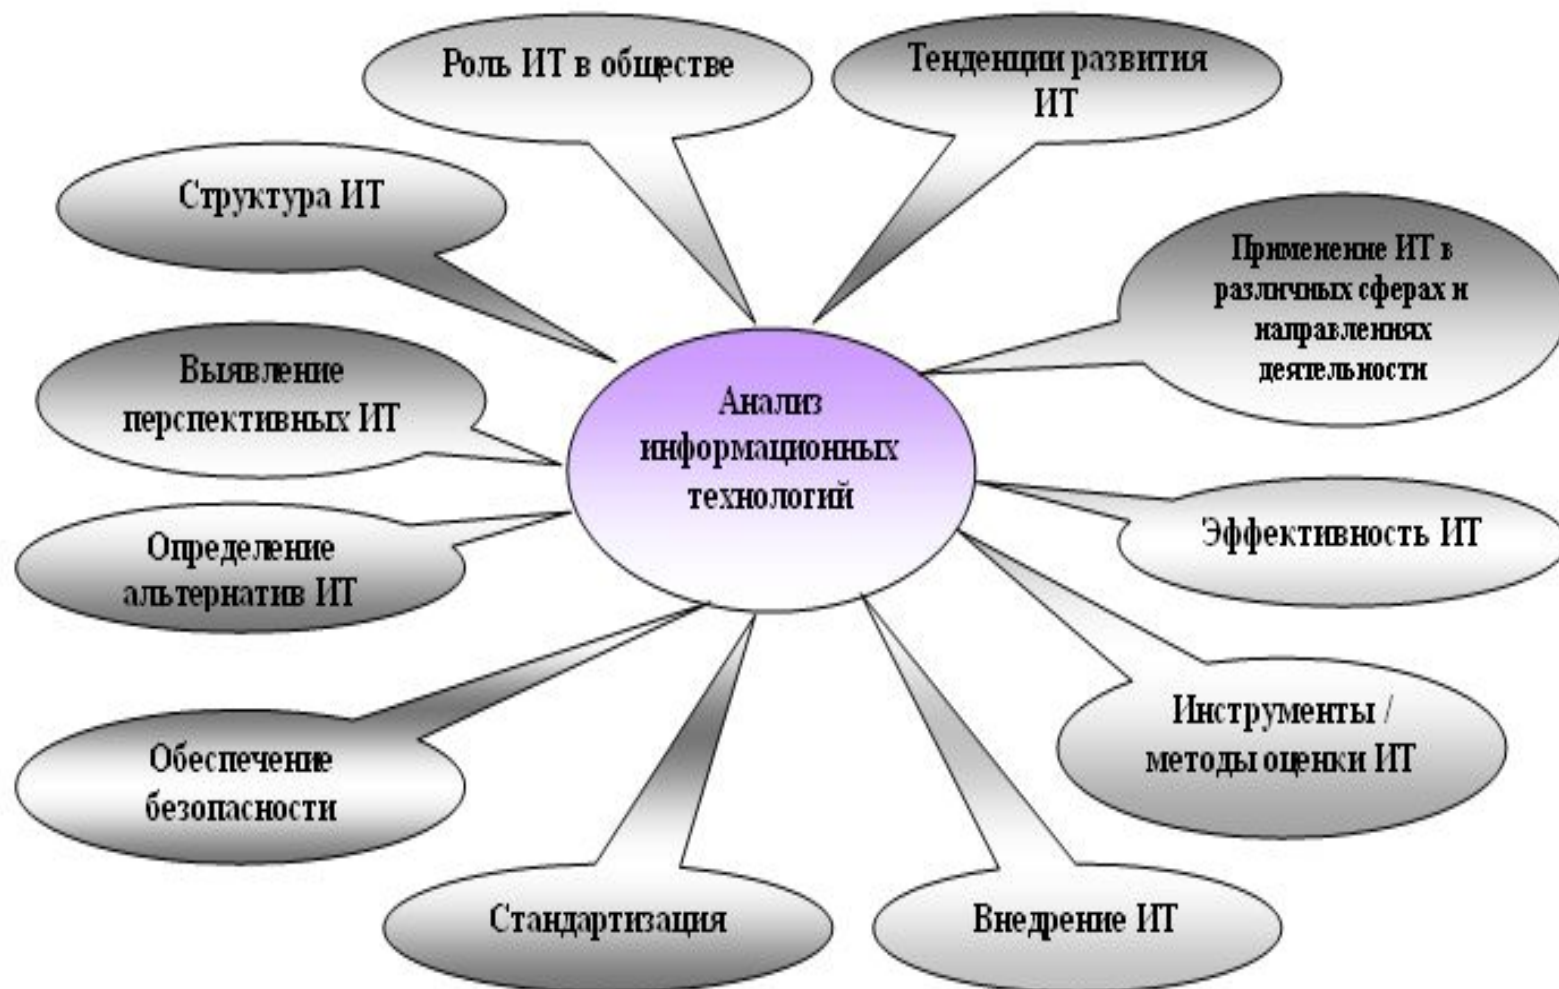 Роль ИТ в обществе
Тенденции развития
ИТ
Структура ИТ
Применение ИТ в
различных сферах и
направлениях
деятельности
Выявление
перспективных ИТ
Анализ
информационных
технологий
Эффективность ИТ
Определение
альтернатив ИТ
Инструменты /
методы оценки ИТ
Обеспечение
безопасности
Стандартизация
Внедрение ИТ